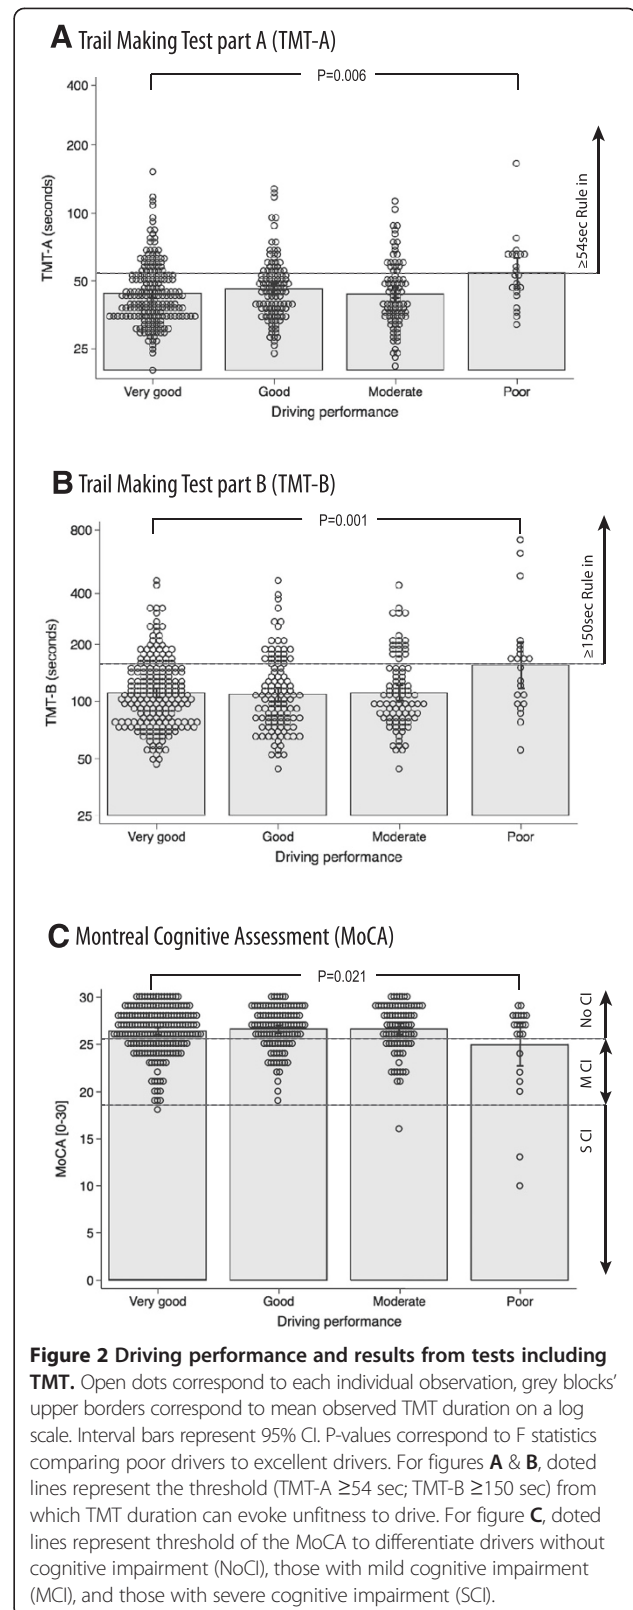 A Trail Making Test part A (TMT-A)
P=0.006
400
200
100
50
25
TMT-A (seconds)
≥54sec Rule in
Very good Good Moderate Poor
Driving performance
B Trail Making Test part B (TMT-B)
P=0.001
800
400
200
100
50
25
TMT-B (seconds)
≥150sec Rule in
Very good Good Moderate Poor
Driving performance
C Montreal Cognitive Assessment (MoCA)
P=0.021
30
25
20
15
10
5
0
MoCA [0-30]
No CI
M CI
S CI
Very good Good Moderate Poor
Driving performance
Figure 2 Driving performance and results from tests including
TMT. Open dots correspond to each individual observation, grey blocks'
upper borders correspond to mean observed TMT duration on a log
scale. Interval bars represent 95% CI. P-values correspond to F statistics
comparing poor drivers to excellent drivers. For figures A & B, doted
lines represent the threshold (TMT-A ≥54 sec; TMT-B ≥150 sec) from
which TMT duration can evoke unfitness to drive. For figure C, doted
lines represent threshold of the MoCA to differentiate drivers without
cognitive impairment (NoCI), those with mild cognitive impairment
(MCI), and those with severe cognitive impairment (SCI).